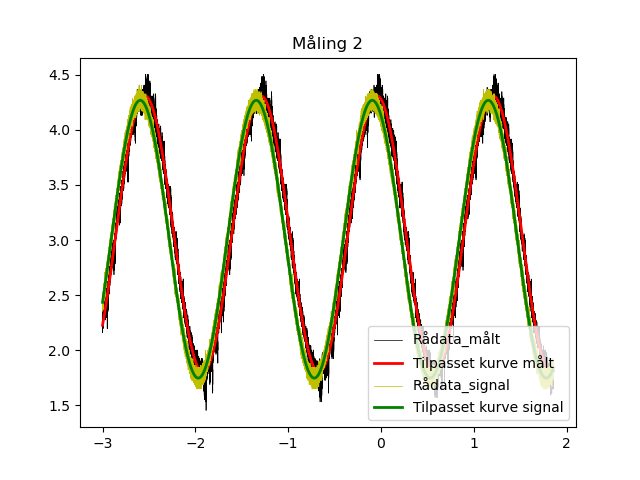 Måling 2
4.5
4.0
3.5
3.0
2.5
2.0
1.5
Rådata_målt
Tilpasset kurve målt
Rådata_signal
Tilpasset kurve signal
−3
−2
−1
0
1
2